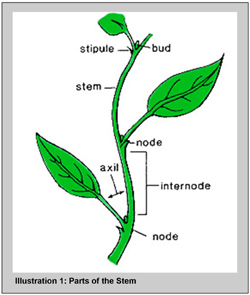 stipule
bud
stem
node
axil
internode
node
Illustration 1: Parts of the Stem